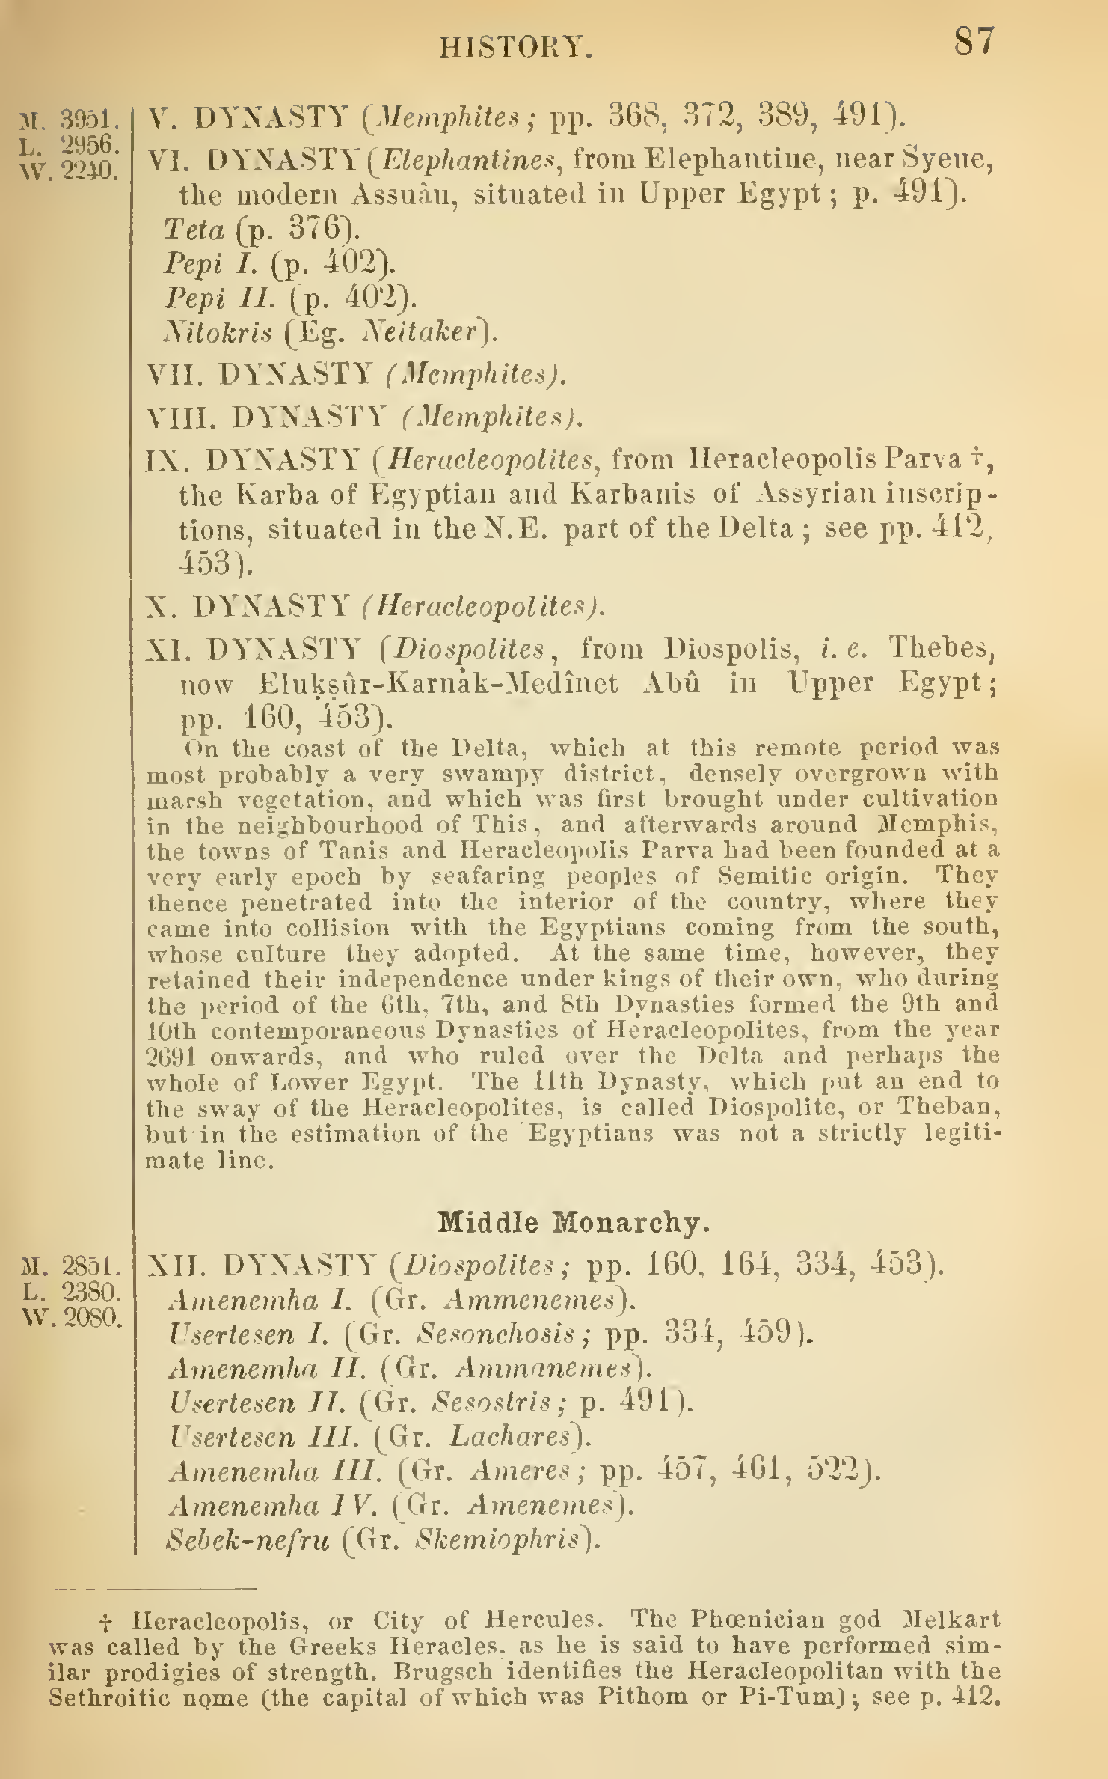 HISTORY. 87
M. 3951. V. DYNASTY (Memphites; pp. 368, 372, 389, 491).
L. 2956.
W. 2240. VI. DYNASTY (Elephantines, from Elephantine, near Syene,
the modern Assuân, situated in Upper Egypt; p. 491).
Teta (p. 376).
Pepi I. (p. 402).
Pepi II. (p. 402).
Nitokris (Eg. Neitaker).
VII. DYNASTY (Memphites).
VIII. DYNASTY (Memphites).
IX. DYNASTY (Heracleopolites, from Heracleopolis Parva †,
the Karba of Egyptian and Karbanis of Assyrian inscrip-
tions, situated in the N.E. part of the Delta; see pp. 412,
453).
X. DYNASTY (Heracleopolites).
XI. DYNASTY (Diospolites, from Diospolis, i. e. Thebes,
now Eluḳṣûr-Karnak-Medînet Abû in Upper Egypt;
pp. 160, 453).
On the coast of the Delta, which at this remote period was
most probably a very swampy district, densely overgrown with
marsh vegetation, and which was first brought under cultivation
in the neighbourhood of This, and afterwards around Memphis,
the towns of Tanis and Heracleopolis Parva had been founded at a
very early epoch by seafaring peoples of Semitic origin. They
thence penetrated into the interior of the country, where they
came into collision with the Egyptians coming from the south,
whose culture they adopted. At the same time, however, they
retained their independence under kings of their own, who during
the period of the 6th, 7th, and 8th Dynasties formed the 9th and
10th contemporaneous Dynasties of Heracleopolites, from the year
2691 onwards, and who ruled over the Delta and perhaps the
whole of Lower Egypt. The 11th Dynasty, which put an end to
the sway of the Heracleopolites, is called Diospolite, or Theban,
but in the estimation of the Egyptians was not a strictly legiti-
mate line.
Middle Monarchy.
M. 2851. XII. DYNASTY (Diospolites; pp. 160, 164, 334, 453).
L. 2380.
W. 2080. Amenemha I. (Gr. Ammenemes).
Usertesen I. (Gr. Sesonchosis; pp. 334, 459).
Amenemha II. (Gr. Ammanemes).
Usertesen II. (Gr. Sesostris; p. 491).
Usertesen III. (Gr. Lachares).
Amenemha III. (Gr. Ameres; pp. 457, 461, 522).
Amenemha IV. (Gr. Amenemes).
Sebek-nefru (Gr. Skemiophris).
† Heracleopolis, or City of Hercules. The Phœnician god Melkart
was called by the Greeks Heracles, as he is said to have performed sim-
ilar prodigies of strength. Brugsch identifies the Heracleopolitan with the
Sethroitic nome (the capital of which was Pithom or Pi-Tum); see p. 412.